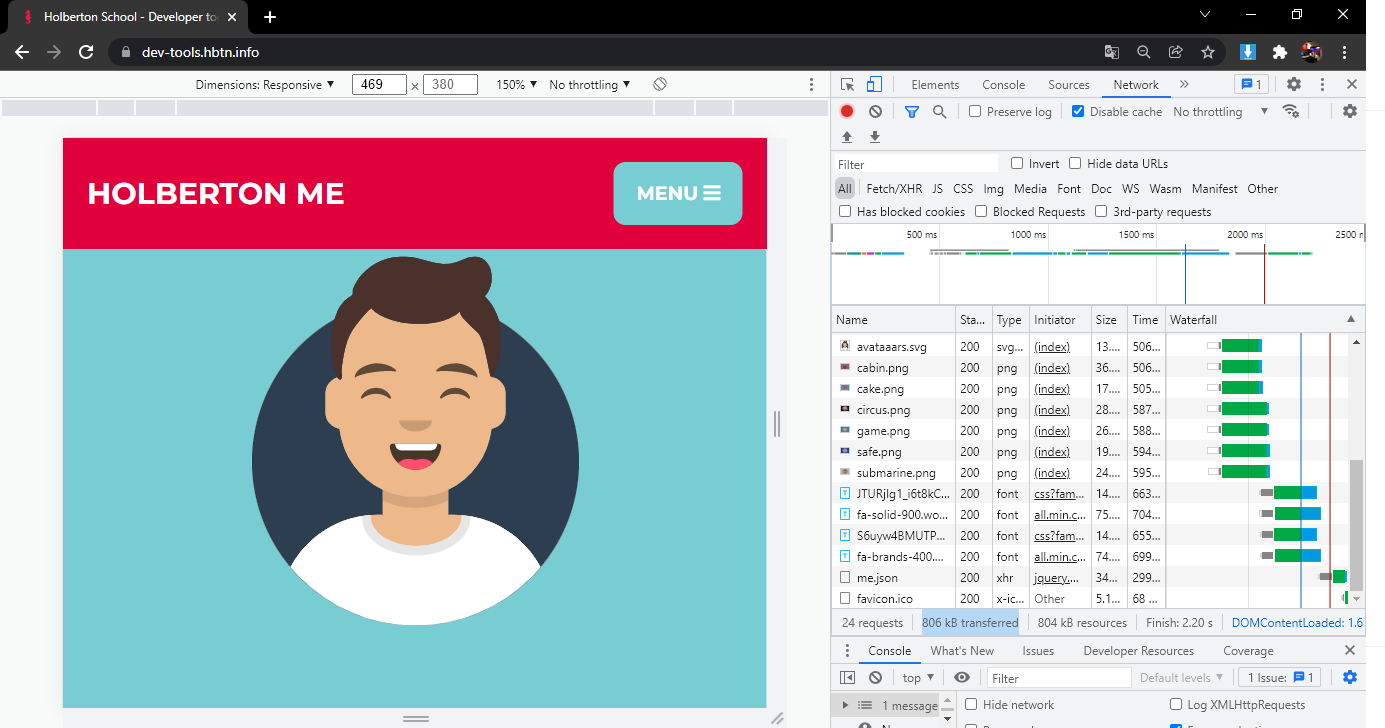 Holberton School - Developer to
dev-tools.hbtn.info
Dimensions: Responsive ▼ 469 × 380 150% ▼ No throttling ▼
HOLBERTON ME
MENU
Elements Console Sources Network » 1
Preserve log Disable cache No throttling ▼
Filter Invert Hide data URLs
All Fetch/XHR JS CSS Img Media Font Doc WS Wasm Manifest Other
Has blocked cookies Blocked Requests 3rd-party requests
500 ms 1000 ms 1500 ms 2000 ms 2500
Name Sta... Type Initiator Size Time Waterfall ▲
avataaars.svg 200 svg... (index) 13.... 506...
cabin.png 200 png (index) 36.... 506...
cake.png 200 png (index) 17.... 505...
circus.png 200 png (index) 28.... 587...
game.png 200 png (index) 26.... 588...
safe.png 200 png (index) 19.... 594...
submarine.png 200 png (index) 24.... 595...
JTURjIg1_i6t8kC... 200 font css?fam... 14.... 663...
fa-solid-900.wo... 200 font all.min.c... 75.... 704...
S6uyw4BMUTP... 200 font css?fam... 14.... 655...
fa-brands-400.... 200 font all.min.c... 74.... 699...
me.json 200 xhr jquery.... 34... 299...
favicon.ico 200 x-ic... Other 5.1... 68 ...
24 requests 806 kB transferred 804 kB resources Finish: 2.20 s DOMContentLoaded: 1.6
Console What's New Issues Developer Resources Coverage
top ▼ Filter Default levels ▼ 1 Issue: 1
1 message Hide network Log XMLHttpRequests